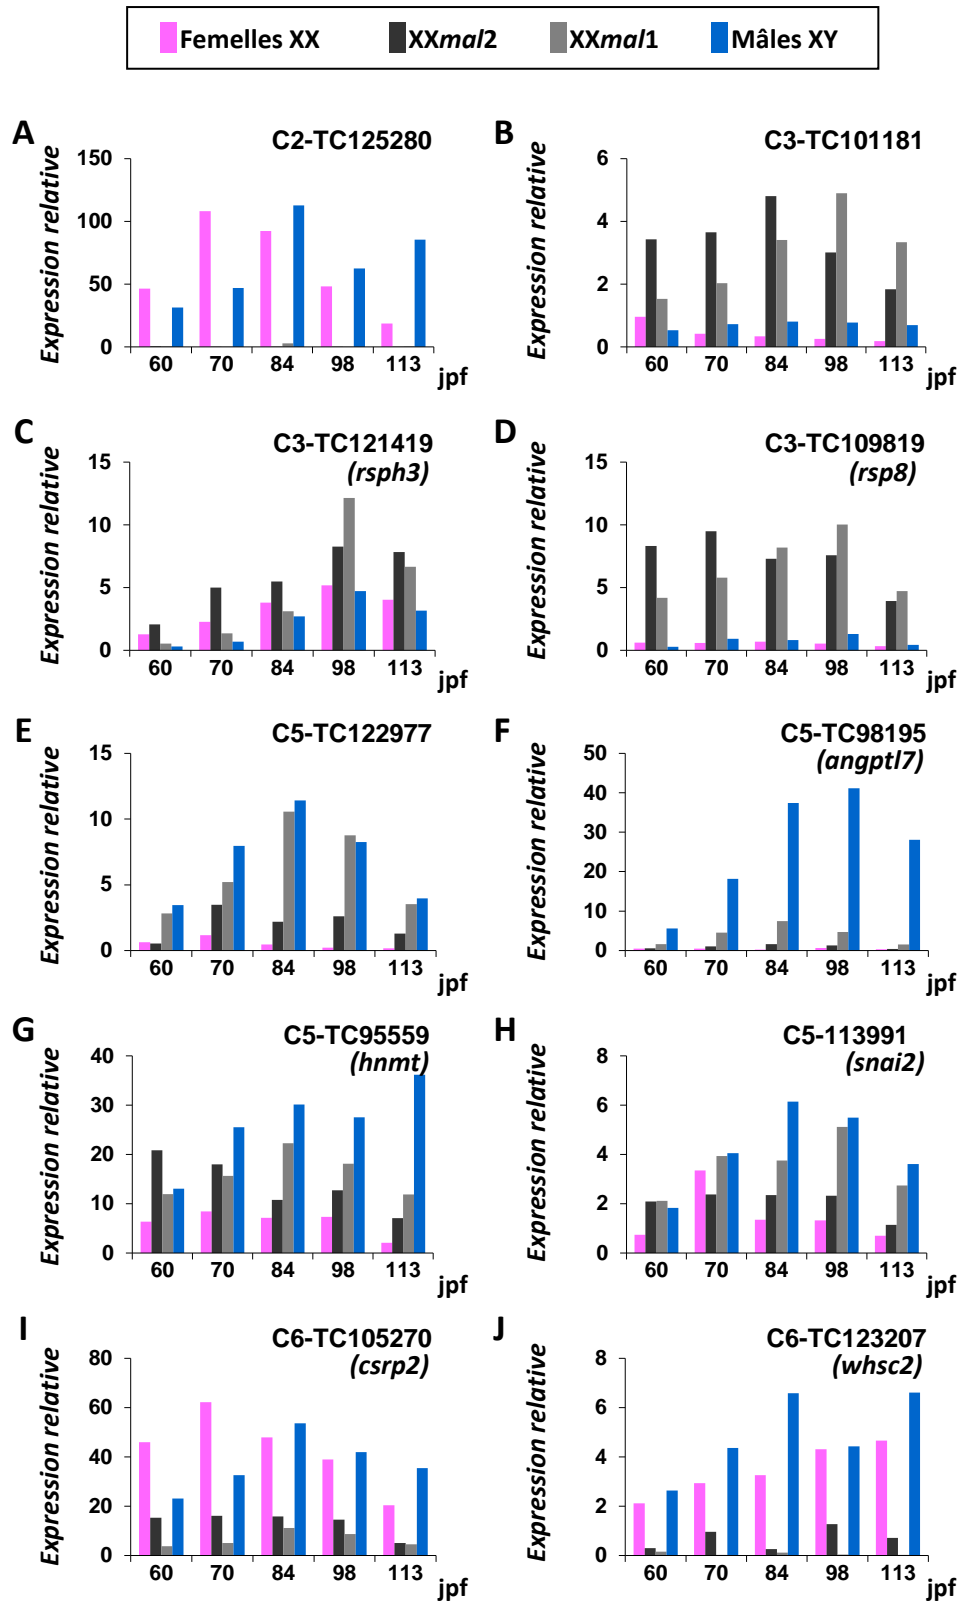 Femelles XX XXmal2 XXmal1 Mâles XY
A
C2-TC125280
Expression relative
150
100
50
0
60 70 84 98 113
jpf
B
C3-TC101181
Expression relative
6
4
2
0
60 70 84 98 113
jpf
C
C3-TC121419
(rsph3)
Expression relative
15
10
5
0
60 70 84 98 113
jpf
D
C3-TC109819
(rsp8)
Expression relative
15
10
5
0
60 70 84 98 113
jpf
E
C5-TC122977
Expression relative
15
10
5
0
60 70 84 98 113
jpf
F
C5-TC98195
(angptl7)
Expression relative
50
40
30
20
10
0
60 70 84 98 113
jpf
G
C5-TC95559
(hnmt)
Expression relative
40
30
20
10
0
60 70 84 98 113
jpf
H
C5-113991
(snai2)
Expression relative
8
6
4
2
0
60 70 84 98 113
jpf
I
C6-TC105270
(csrp2)
Expression relative
80
60
40
20
0
60 70 84 98 113
jpf
J
C6-TC123207
(whsc2)
Expression relative
8
6
4
2
0
60 70 84 98 113
jpf